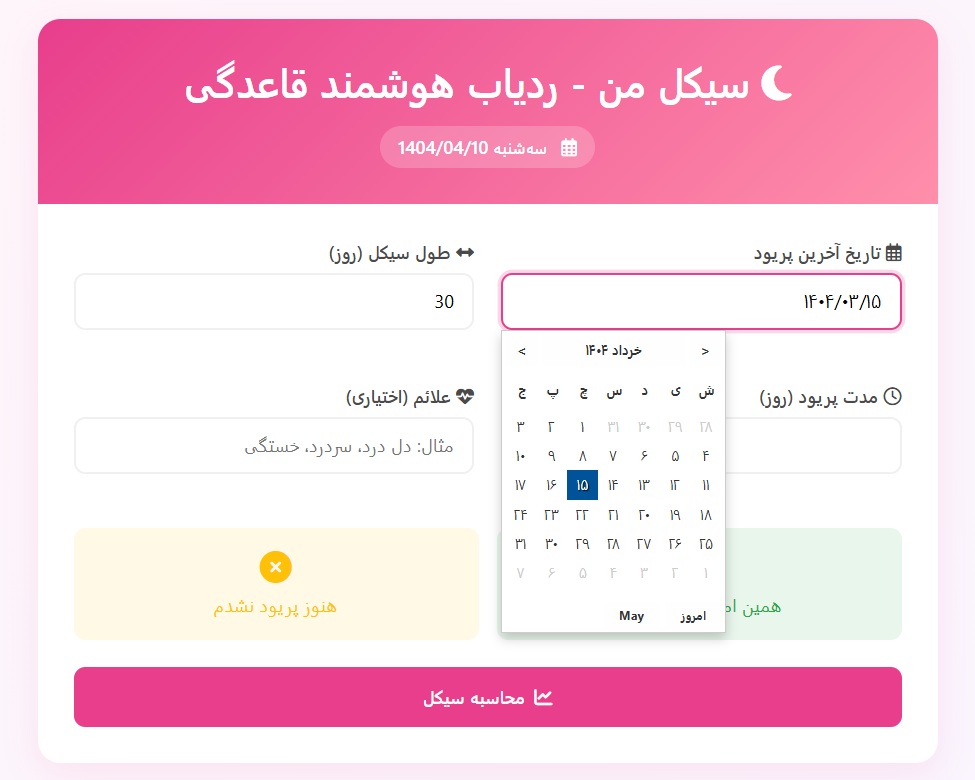 سیکل من - ردیاب هوشمند قاعدگی
سه‌شنبه 1404/04/10
تاریخ آخرین پریود
۱۴۰۴/۰۳/۱۵
طول سیکل (روز)
30
< خرداد ۱۴۰۴ >
ش ی د س چ پ ج
۲۸ ۲۹ ۳۰ ۳۱ ۱ ۲ ۳
۴ ۵ ۶ ۷ ۸ ۹ ۱۰
۱۱ ۱۲ ۱۳ ۱۴ ۱۵ ۱۶ ۱۷
۱۸ ۱۹ ۲۰ ۲۱ ۲۲ ۲۳ ۲۴
۲۵ ۲۶ ۲۷ ۲۸ ۲۹ ۳۰ ۳۱
۱ ۲ ۳ ۴ ۵ ۶ ۷
امروز May
مدت پریود (روز)
علائم (اختیاری)
مثال: دل درد، سردرد، خستگی
همین
هنوز پریود نشدم
محاسبه سیکل